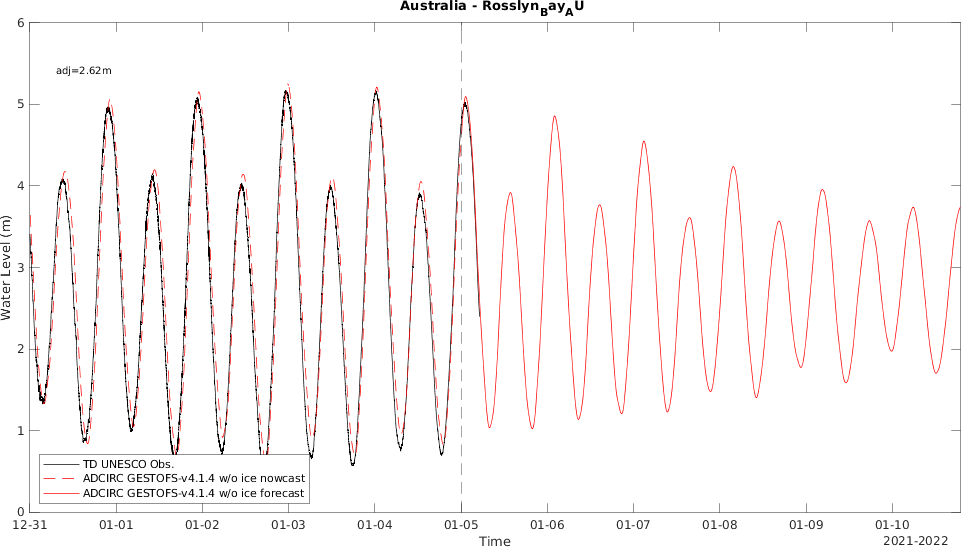 Australia - Rosslyn_Bay_AU
6
adj=2.62m
5
4
3
2
1
0
Water Level (m)
TD UNESCO Obs.
ADCIRC GESTOFS-v4.1.4 w/o ice nowcast
ADCIRC GESTOFS-v4.1.4 w/o ice forecast
12-31 01-01 01-02 01-03 01-04 01-05 01-06 01-07 01-08 01-09 01-10
Time
2021-2022